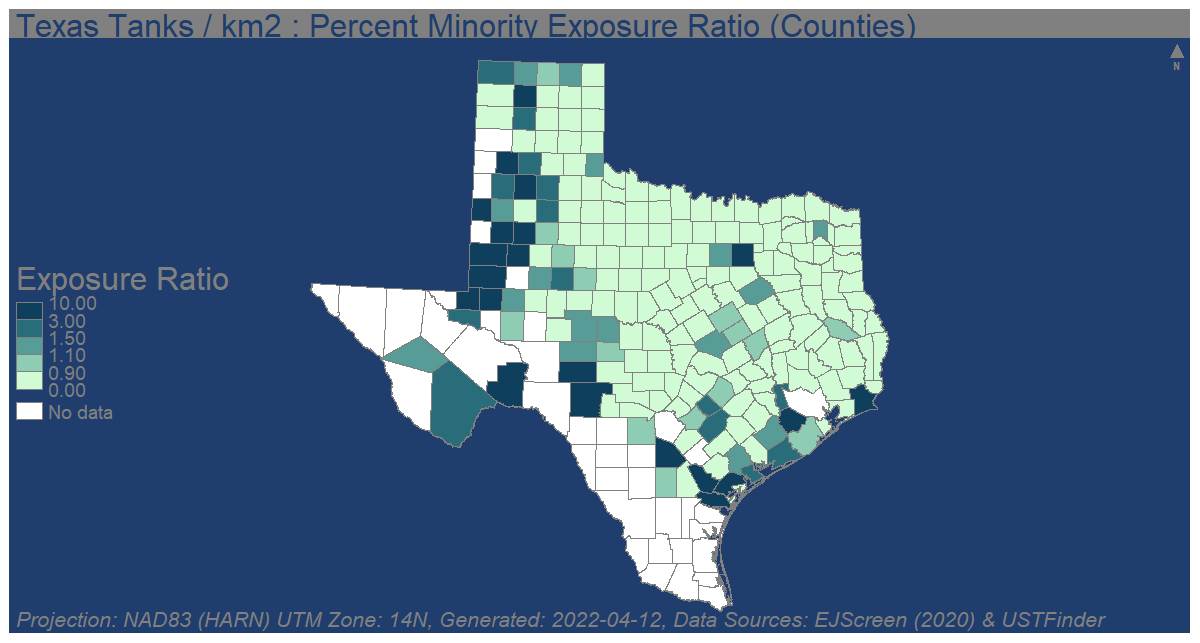 Texas Tanks / km2 : Percent Minority Exposure Ratio (Counties)
N
Exposure Ratio
10.00
3.00
1.50
1.10
0.90
0.00
No data
Projection: NAD83 (HARN) UTM Zone: 14N, Generated: 2022-04-12, Data Sources: EJScreen (2020) & USTFinder